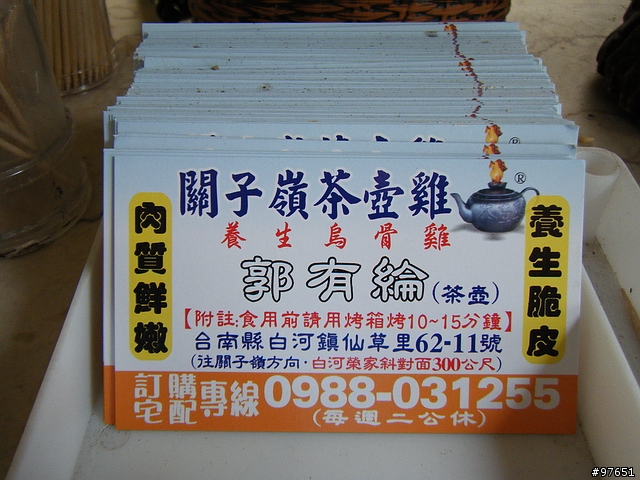 關子嶺茶壺雞®
養生烏骨雞
肉質鮮嫩
養生脆皮
郭有綸(茶壺)
【附註:食用前請用烤箱烤10~15分鐘】
台南縣白河鎮仙草里62-11號
(往關子嶺方向・白河榮家斜對面300公尺)
訂購宅配專線0988-031255
(每週二公休)
#97651